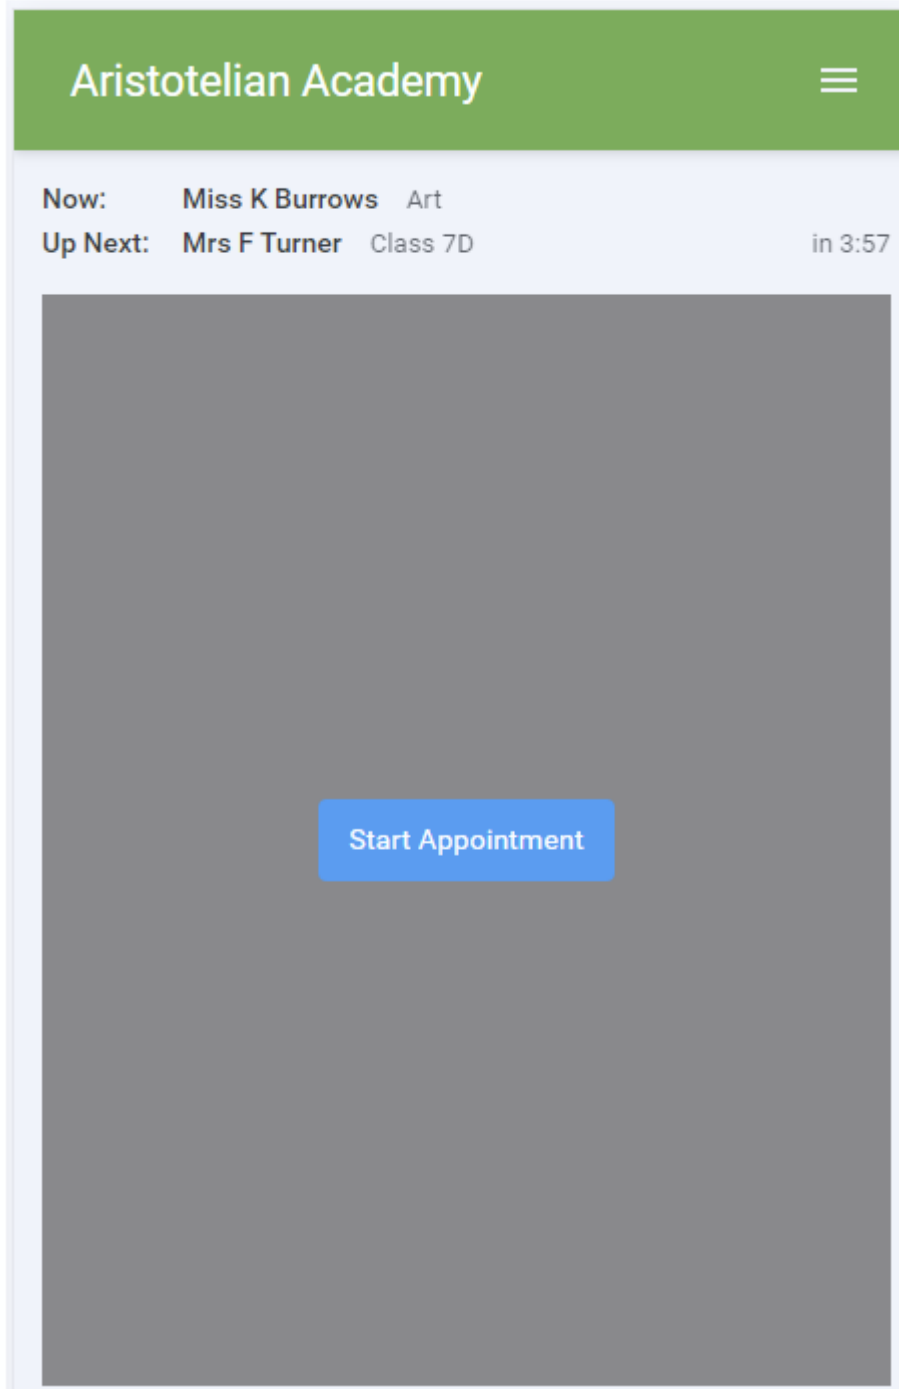 Aristotelian Academy
Now: Miss K Burrows Art
Up Next: Mrs F Turner Class 7D in 3:57
Start Appointment